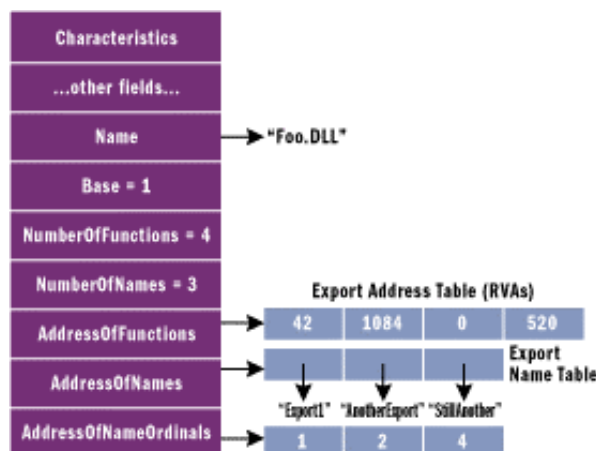 Characteristics
...other fields...
Name
"Foo.DLL"
Base = 1
NumberOfFunctions = 4
NumberOfNames = 3
Export Address Table (RVAs)
AddressOfFunctions
42 1084 0 520
AddressOfNames
Export
Name Table
"Export1" "AnotherExport" "StillAnother"
AddressOfNameOrdinals
1 2 4